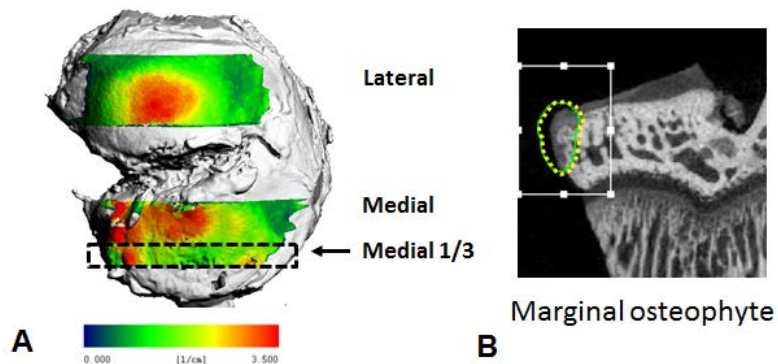 Lateral
Medial
Medial 1/3
A
0.000 [1/cm] 3.500
Marginal osteophyte
B